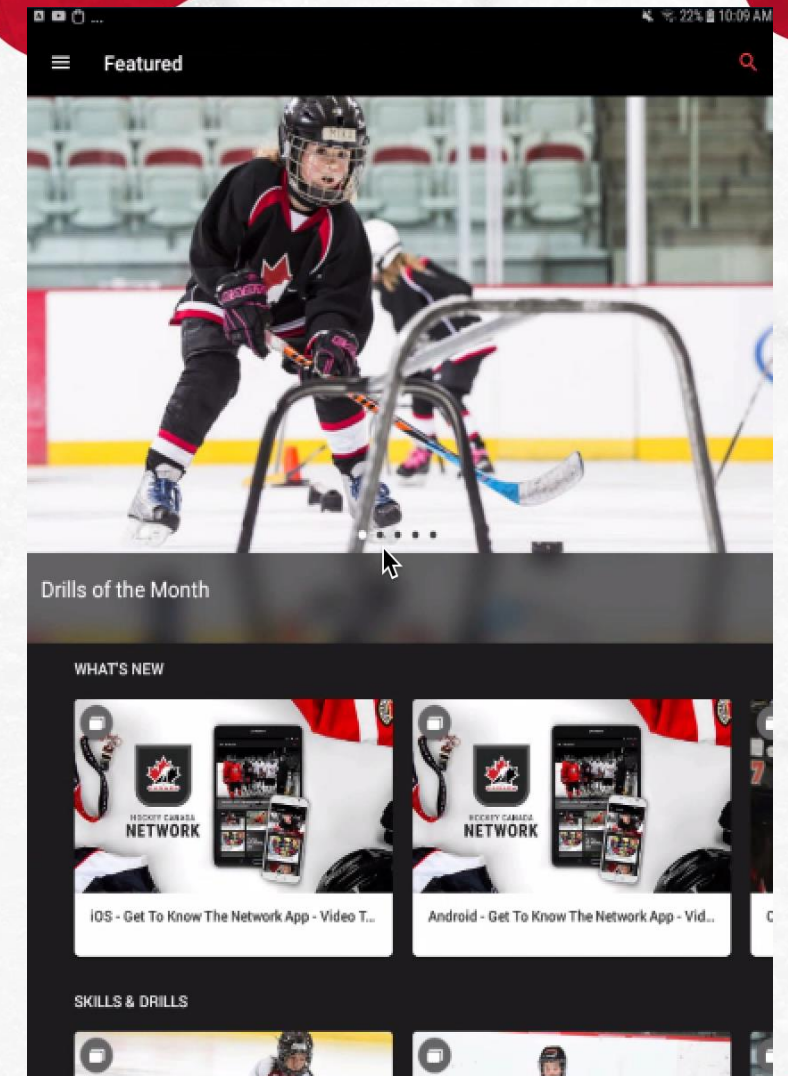 22% 10:09 AM
Featured
MIKE
Drills of the Month
WHAT'S NEW
HOCKEY CANADA
NETWORK
iOS - Get To Know The Network App - Video T...
HOCKEY CANADA
NETWORK
Android - Get To Know The Network App - Vid...
SKILLS & DRILLS